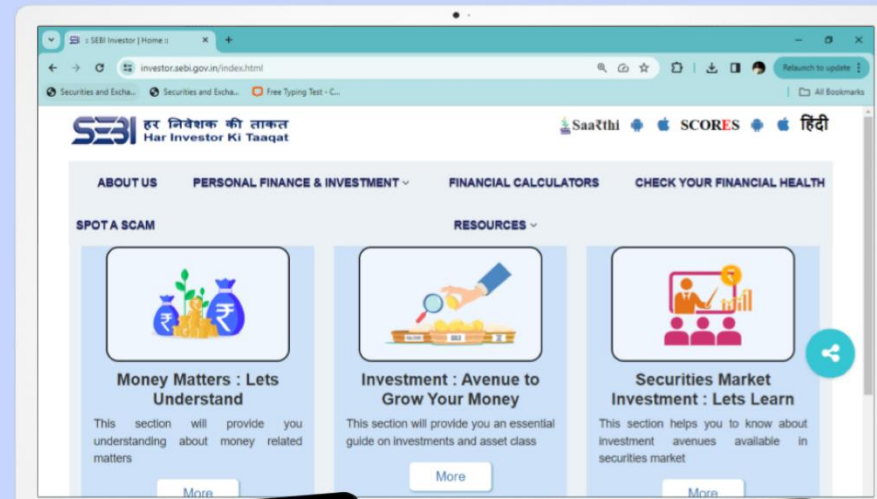 :: SEBI Investor | Home ::
investor.sebi.gov.in/index.html
Relaunch to update
Securities and Excha...
Securities and Excha...
Free Typing Test - C...
All Bookmarks
SEBI
हर निवेशक की ताकत
Har Investor Ki Taaqat
Saaरthi
SCORES
हिंदी
ABOUT US
PERSONAL FINANCE & INVESTMENT
FINANCIAL CALCULATORS
CHECK YOUR FINANCIAL HEALTH
SPOT A SCAM
RESOURCES
Money Matters : Lets
Understand
This section will provide you
understanding about money related
matters
More
Investment : Avenue to
Grow Your Money
This section will provide you an essential
guide on investments and asset class
More
Securities Market
Investment : Lets Learn
This section helps you to know about
investment avenues available in
securities market
More